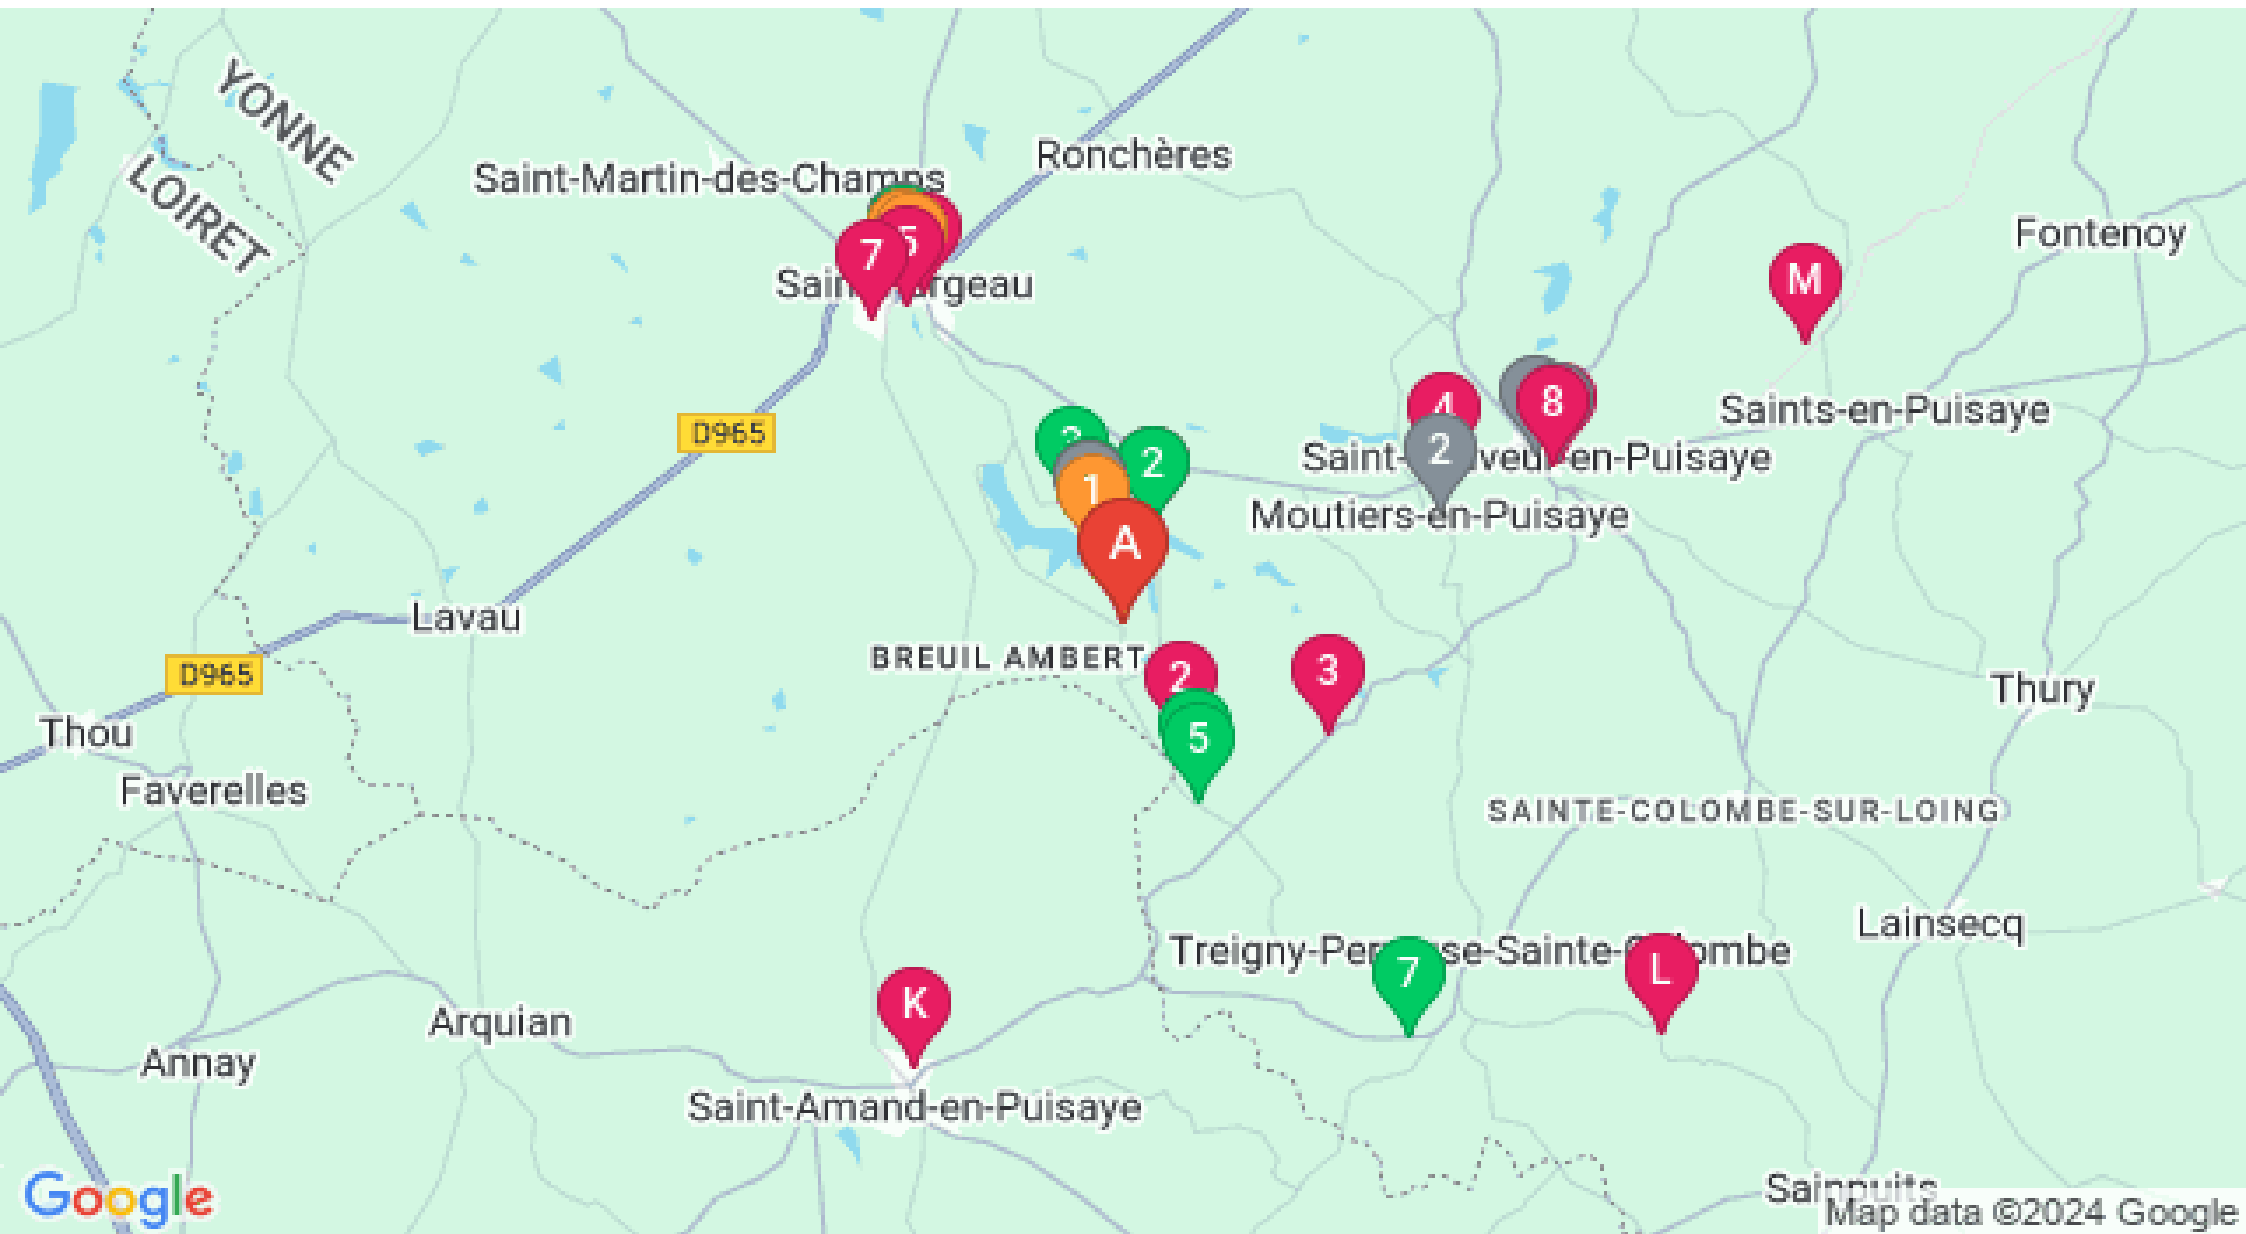 YONNE
LOIRET
Ronchères
Saint-Martin-des-Champs
Fontenoy
7
5
M
D965
4
8
Saints-en-Puisaye
2
2
1
Moutiers-en-Puisaye
A
Lavau
BREUIL AMBERT
D965
2
3
Thury
Thou
5
Faverelles
SAINTE-COLOMBE-SUR-LOING
Lainsecq
7
L
K
Arquian
Annay
Saint-Amand-en-Puisaye
Google
Map data ©2024 Google